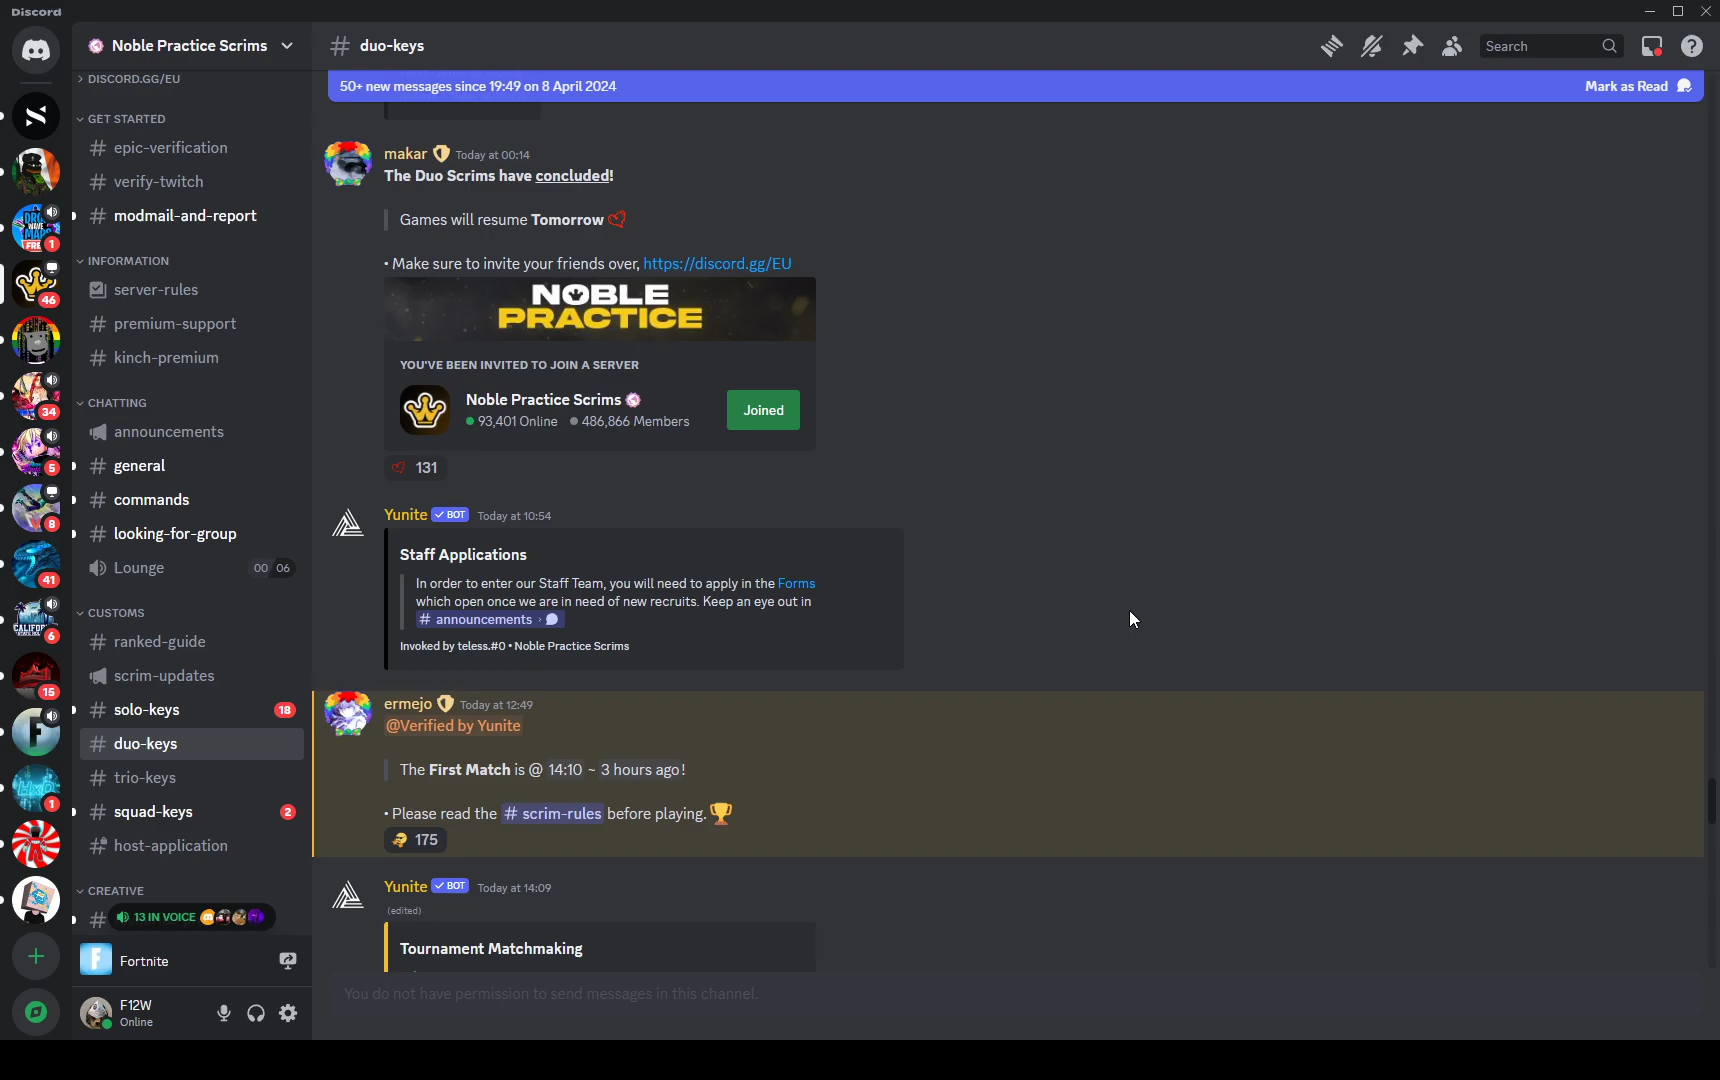 Discord
Noble Practice Scrims
duo-keys
Search
DISCORD.GG/EU
50+ new messages since 19:49 on 8 April 2024
Mark as Read
GET STARTED
epic-verification
verify-twitch
modmail-and-report
INFORMATION
server-rules
premium-support
kinch-premium
CHATTING
announcements
general
commands
looking-for-group
Lounge 00 06
CUSTOMS
ranked-guide
scrim-updates
solo-keys 18
duo-keys
trio-keys
squad-keys 2
host-application
CREATIVE
13 IN VOICE
Fortnite
F12W
Online
1
46
34
5
8
41
CALIFOR
6
15
F
1
makar Today at 00:14
The Duo Scrims have concluded!
Games will resume Tomorrow
• Make sure to invite your friends over, https://discord.gg/EU
NOBLE
PRACTICE
YOU'VE BEEN INVITED TO JOIN A SERVER
Noble Practice Scrims
93,401 Online 486,866 Members
Joined
131
Yunite BOT Today at 10:54
Staff Applications
In order to enter our Staff Team, you will need to apply in the Forms
which open once we are in need of new recruits. Keep an eye out in
# announcements ›
Invoked by teless.#0 • Noble Practice Scrims
ermejo Today at 12:49
@Verified by Yunite
The First Match is @ 14:10 ~ 3 hours ago!
• Please read the # scrim-rules before playing.
175
Yunite BOT Today at 14:09
(edited)
Tournament Matchmaking
You do not have permission to send messages in this channel.